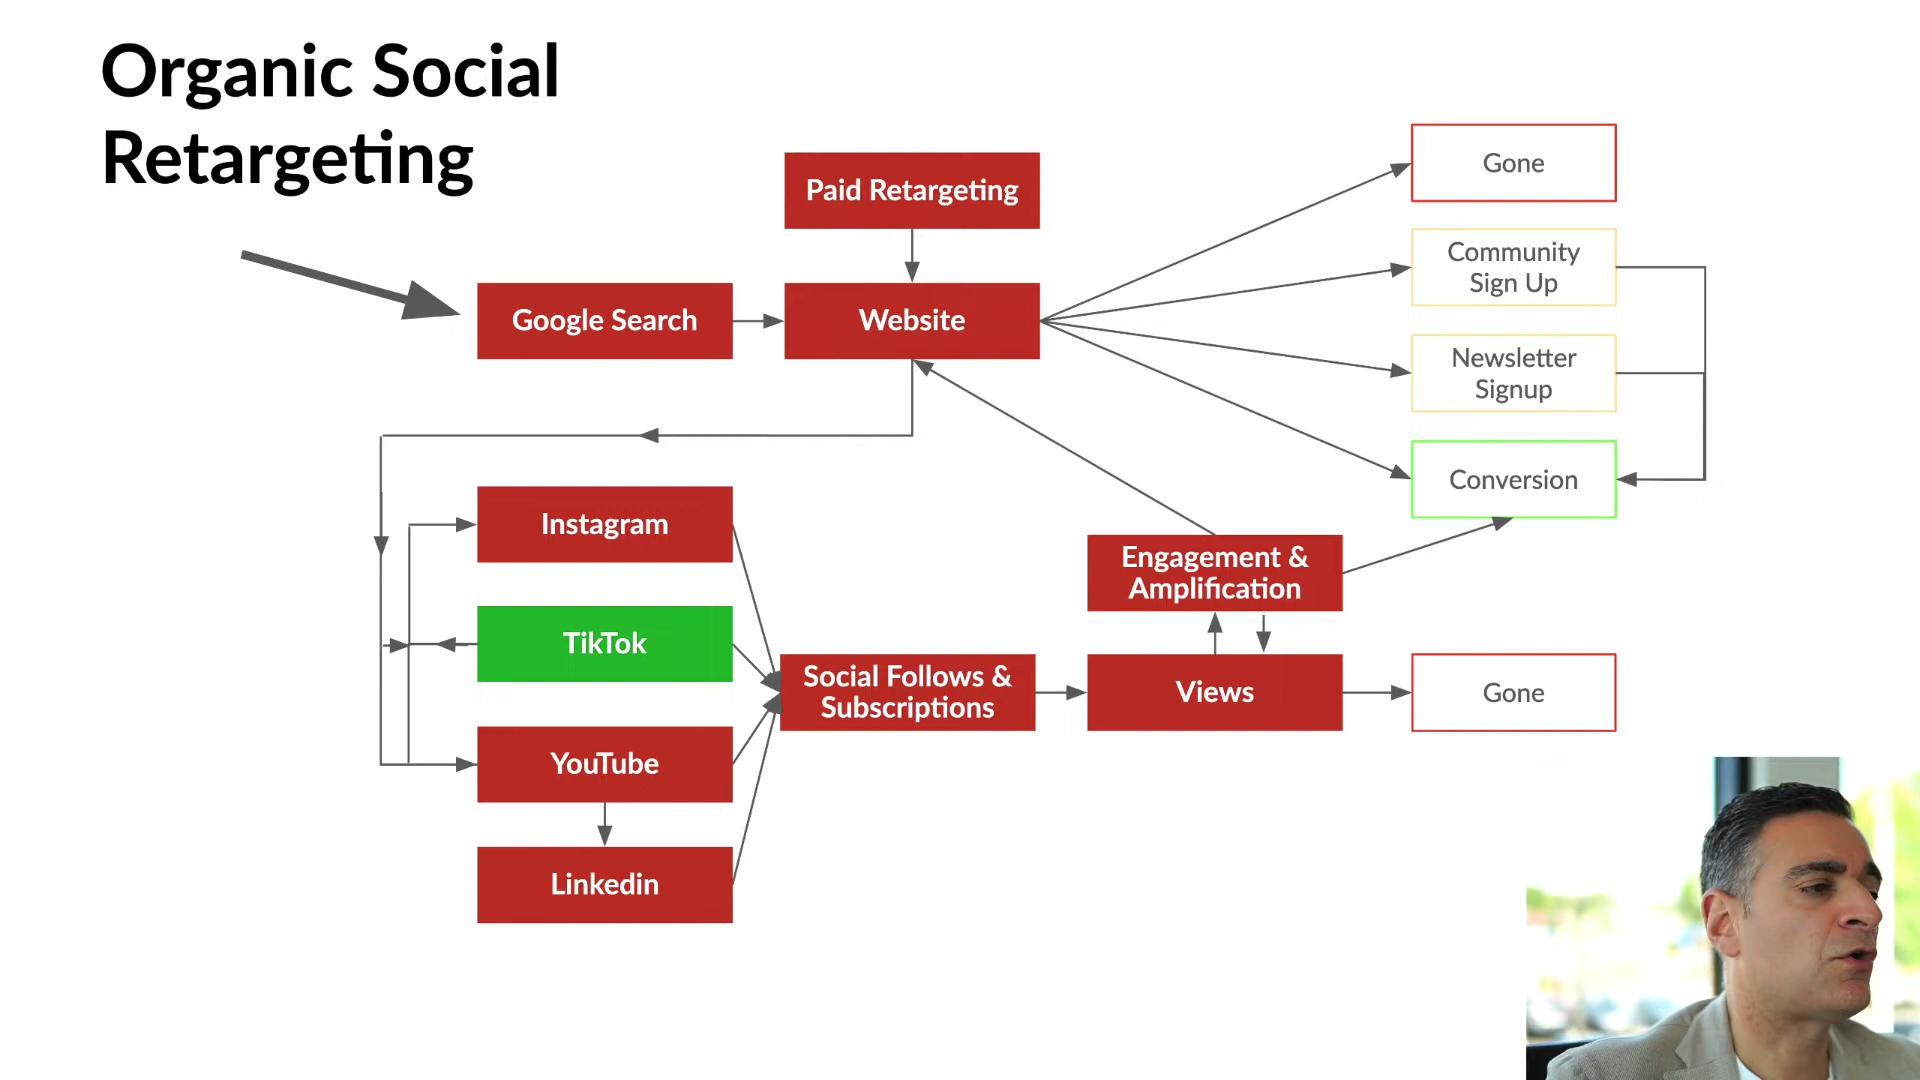 Organic Social
Retargeting
Paid Retargeting
Google Search
Website
Gone
Community
Sign Up
Newsletter
Signup
Conversion
Instagram
TikTok
YouTube
Linkedin
Social Follows &
Subscriptions
Engagement &
Amplification
Views
Gone